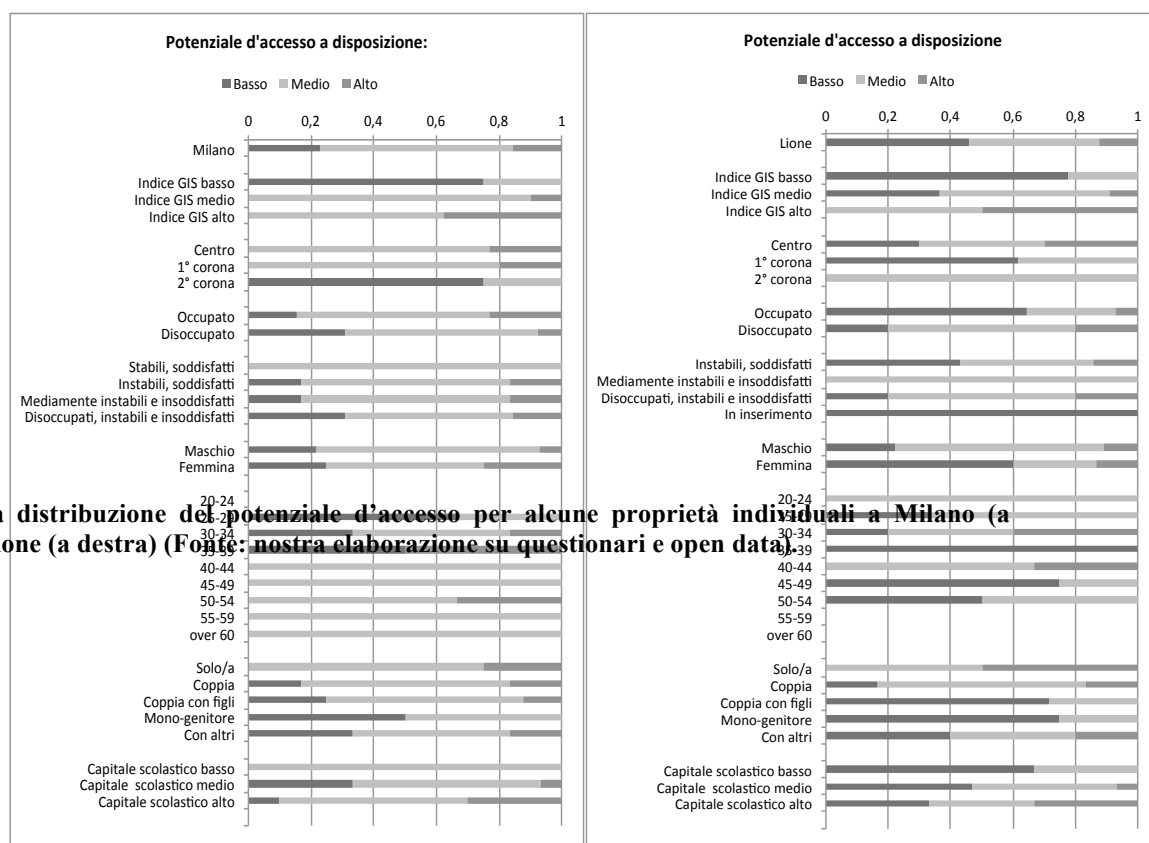 Potenziale d'accesso a disposizione:
Basso Medio Alto
0 0,2 0,4 0,6 0,8 1
Milano
Indice GIS basso
Indice GIS medio
Indice GIS alto
Centro
1° corona
2° corona
Occupato
Disoccupato
Stabili, soddisfatti
Instabili, soddisfatti
Mediamente instabili e insoddisfatti
Disoccupati, instabili e insoddisfatti
Maschio
Femmina
20-24
25-29
30-34
35-39
40-44
45-49
50-54
55-59
over 60
Solo/a
Coppia
Coppia con figli
Mono-genitore
Con altri
Capitale scolastico basso
Capitale scolastico medio
Capitale scolastico alto
Potenziale d'accesso a disposizione
Basso Medio Alto
0 0,2 0,4 0,6 0,8 1
Lione
Indice GIS basso
Indice GIS medio
Indice GIS alto
Centro
1° corona
2° corona
Occupato
Disoccupato
Instabili, soddisfatti
Mediamente instabili e insoddisfatti
Disoccupati, instabili e insoddisfatti
In inserimento
Maschio
Femmina
20-24
25-29
30-34
35-39
40-44
45-49
50-54
55-59
over 60
Solo/a
Coppia
Coppia con figli
Mono-genitore
Con altri
Capitale scolastico basso
Capitale scolastico medio
Capitale scolastico alto
a distribuzione del potenziale d’accesso per alcune proprietà individuali a Milano (a
ione (a destra) (Fonte: nostra elaborazione su questionari e open data).